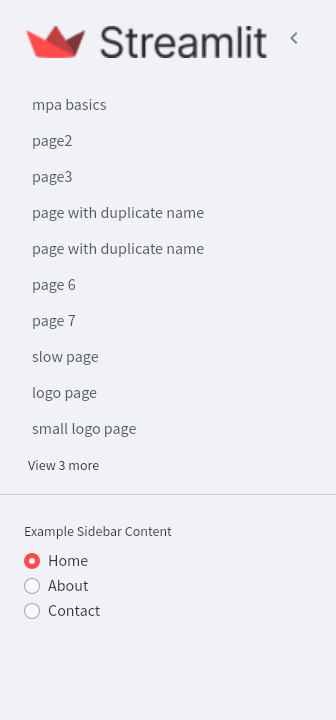 Streamlit
mpa basics
page2
page3
page with duplicate name
page with duplicate name
page 6
page 7
slow page
logo page
small logo page
View 3 more
Example Sidebar Content
Home
About
Contact